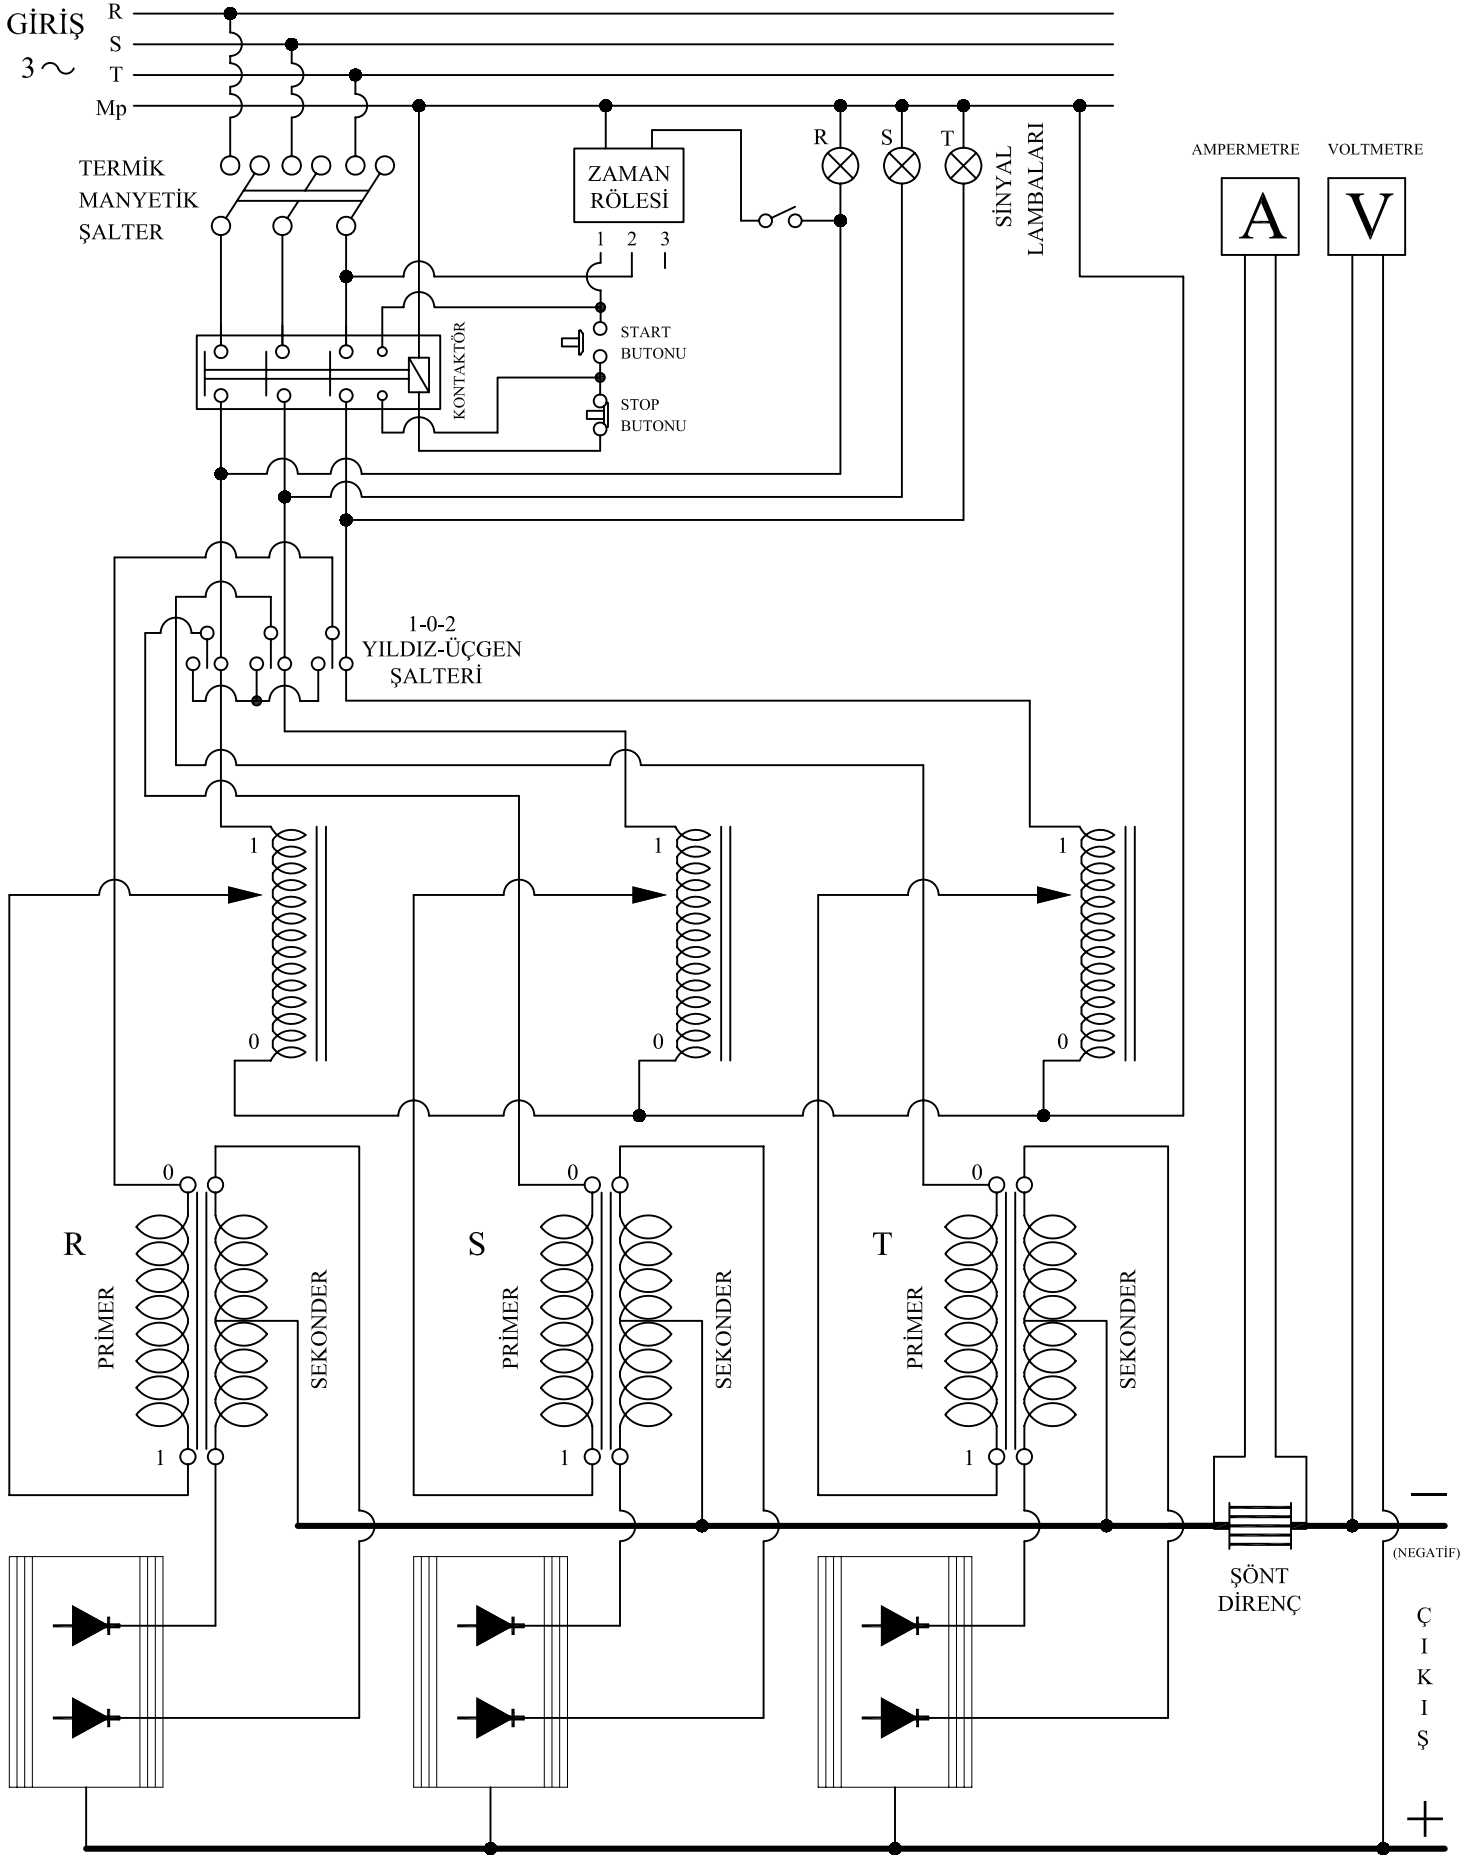 GİRİŞ
3
R
S
T
Mp
TERMİK
MANYETİK
ŞALTER
ZAMAN
RÖLESİ
1 2 3
R
S
T
SİNYAL
LAMBALARI
AMPERMETRE
VOLTMETRE
A
V
KONTAKTÖR
START
BUTONU
STOP
BUTONU
1-0-2
YILDIZ-ÜÇGEN
ŞALTERİ
1
0
1
0
1
0
R
0
1
PRİMER
SEKONDER
S
0
1
PRİMER
SEKONDER
T
0
1
PRİMER
SEKONDER
ŞÖNT
DİRENÇ
—
(NEGATİF)
Ç
I
K
I
Ş
+